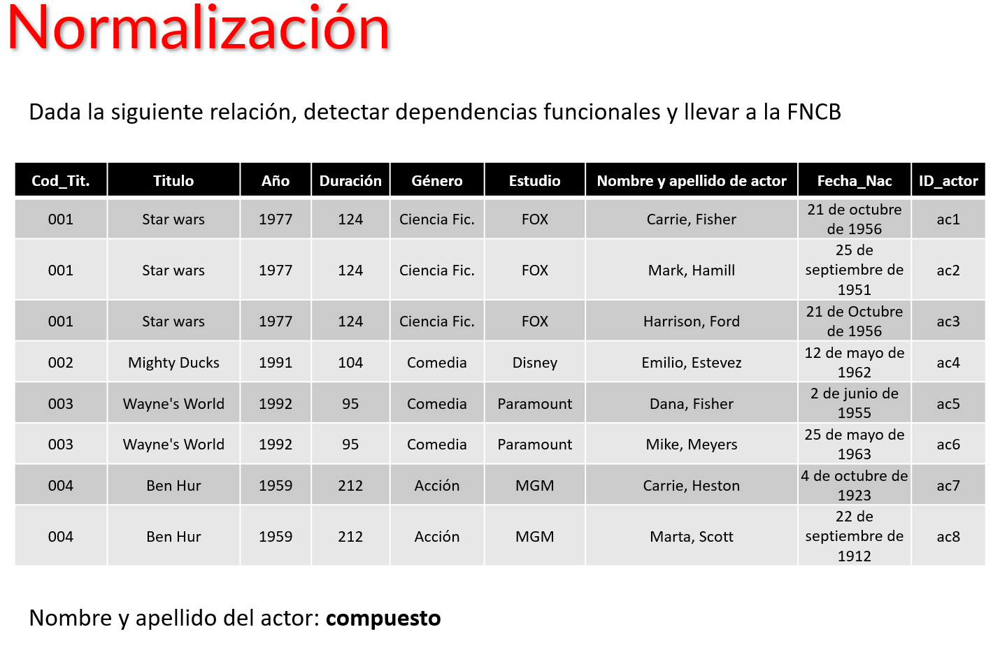 Normalización
Dada la siguiente relación, detectar dependencias funcionales y llevar a la FNCB
Cod_Tit. Titulo Año Duración Género Estudio Nombre y apellido de actor Fecha_Nac ID_actor
001 Star wars 1977 124 Ciencia Fic. FOX Carrie, Fisher 21 de octubre de 1956 ac1
001 Star wars 1977 124 Ciencia Fic. FOX Mark, Hamill 25 de septiembre de 1951 ac2
001 Star wars 1977 124 Ciencia Fic. FOX Harrison, Ford 21 de Octubre de 1956 ac3
002 Mighty Ducks 1991 104 Comedia Disney Emilio, Estevez 12 de mayo de 1962 ac4
003 Wayne's World 1992 95 Comedia Paramount Dana, Fisher 2 de junio de 1955 ac5
003 Wayne's World 1992 95 Comedia Paramount Mike, Meyers 25 de mayo de 1963 ac6
004 Ben Hur 1959 212 Acción MGM Carrie, Heston 4 de octubre de 1923 ac7
004 Ben Hur 1959 212 Acción MGM Marta, Scott 22 de septiembre de 1912 ac8
Nombre y apellido del actor: compuesto